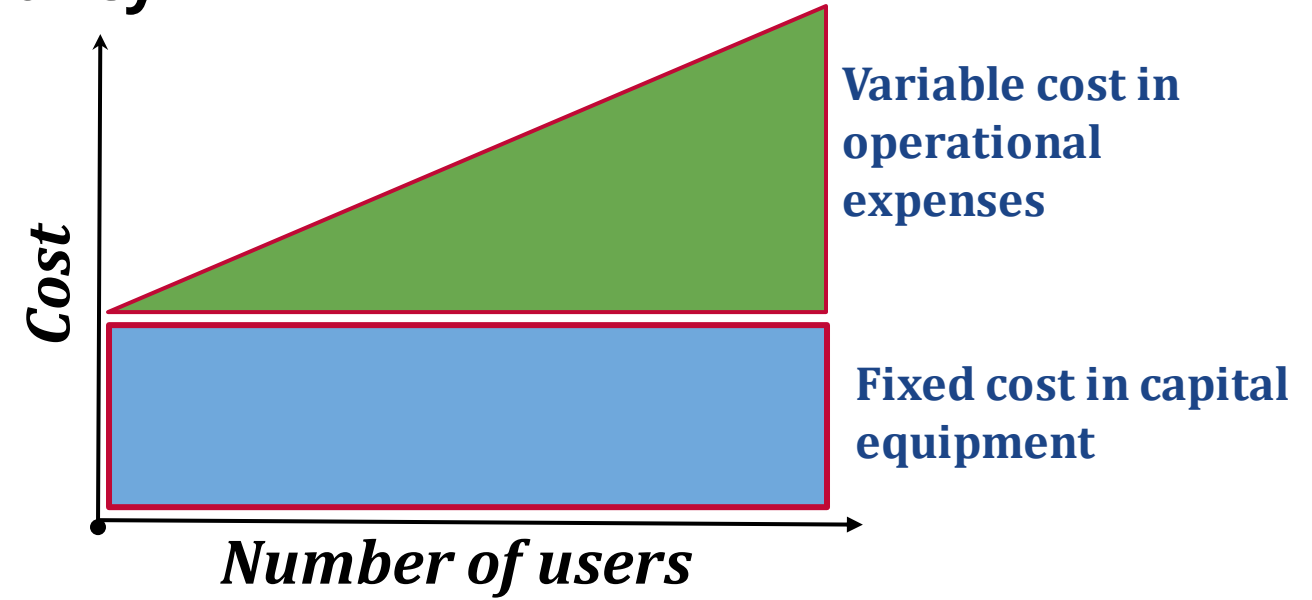 Variable cost in
operational
expenses
Cost
Fixed cost in capital
equipment
Number of users